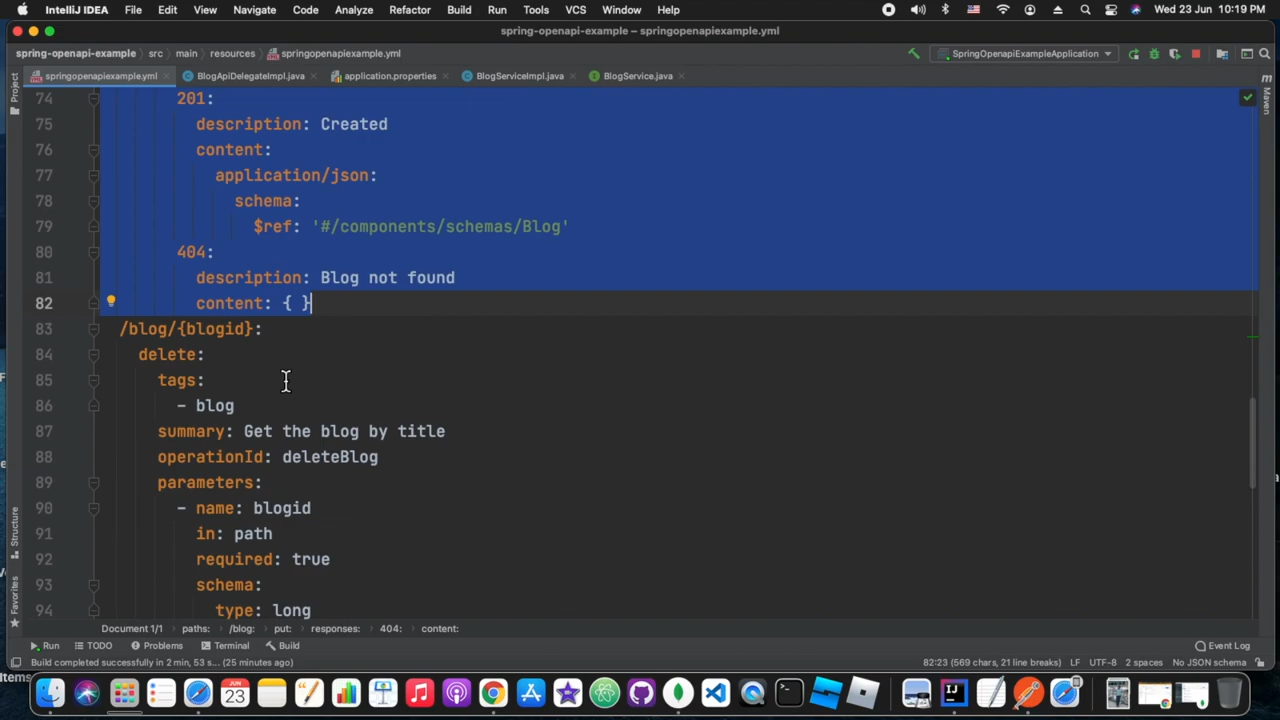 IntelliJ IDEA File Edit View Navigate Code Analyze Refactor Build Run Tools VCS Window Help Wed 23 Jun 10:19 PM
spring-openapi-example – springopenapiexample.yml
spring-openapi-example src main resources springopenapiexample.yml SpringOpenapiExampleApplication
springopenapiexample.yml BlogApiDelegateImpl.java application.properties BlogServiceImpl.java BlogService.java
Project
Maven
74 201:
75 description: Created
76 content:
77 application/json:
78 schema:
79 $ref: '#/components/schemas/Blog'
80 404:
81 description: Blog not found
82 content: { }
83 /blog/{blogid}:
84 delete:
85 tags:
86 - blog
87 summary: Get the blog by title
88 operationId: deleteBlog
89 parameters:
90 - name: blogid
91 in: path
92 required: true
93 schema:
94 type: long
Structure
Favorites
Document 1/1 paths: /blog: put: responses: 404: content:
Run TODO Problems Terminal Build Event Log
Build completed successfully in 2 min, 53 s... (25 minutes ago) 82:23 (569 chars, 21 line breaks) LF UTF-8 2 spaces No JSON schema
Items
JUN
23